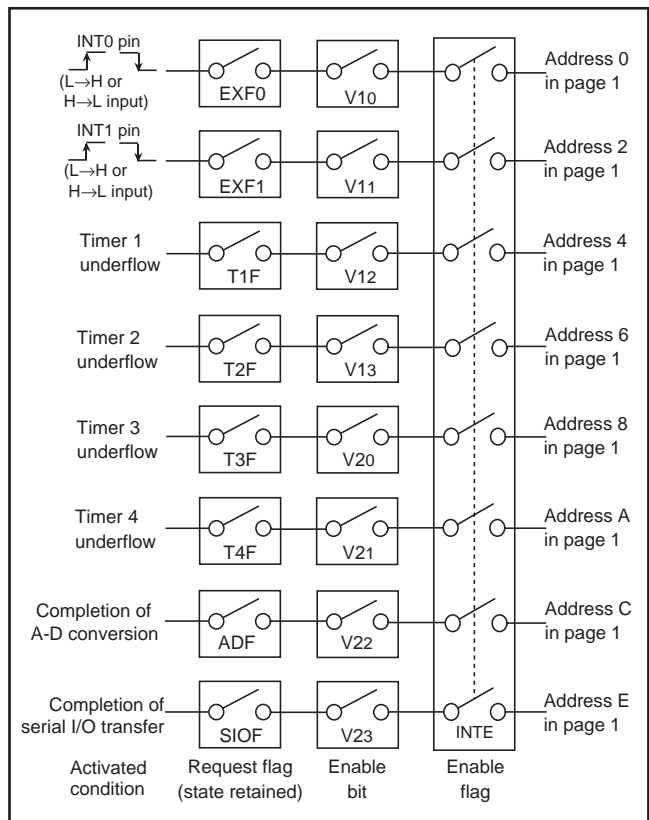 INT0 pin
(L→H or
H→L input)
EXF0
V10
Address 0
in page 1
INT1 pin
(L→H or
H→L input)
EXF1
V11
Address 2
in page 1
Timer 1
underflow
T1F
V12
Address 4
in page 1
Timer 2
underflow
T2F
V13
Address 6
in page 1
Timer 3
underflow
T3F
V20
Address 8
in page 1
Timer 4
underflow
T4F
V21
Address A
in page 1
Completion of
A-D conversion
ADF
V22
Address C
in page 1
Completion of
serial I/O transfer
SIOF
V23
INTE
Address E
in page 1
Activated
condition
Request flag
(state retained)
Enable
bit
Enable
flag